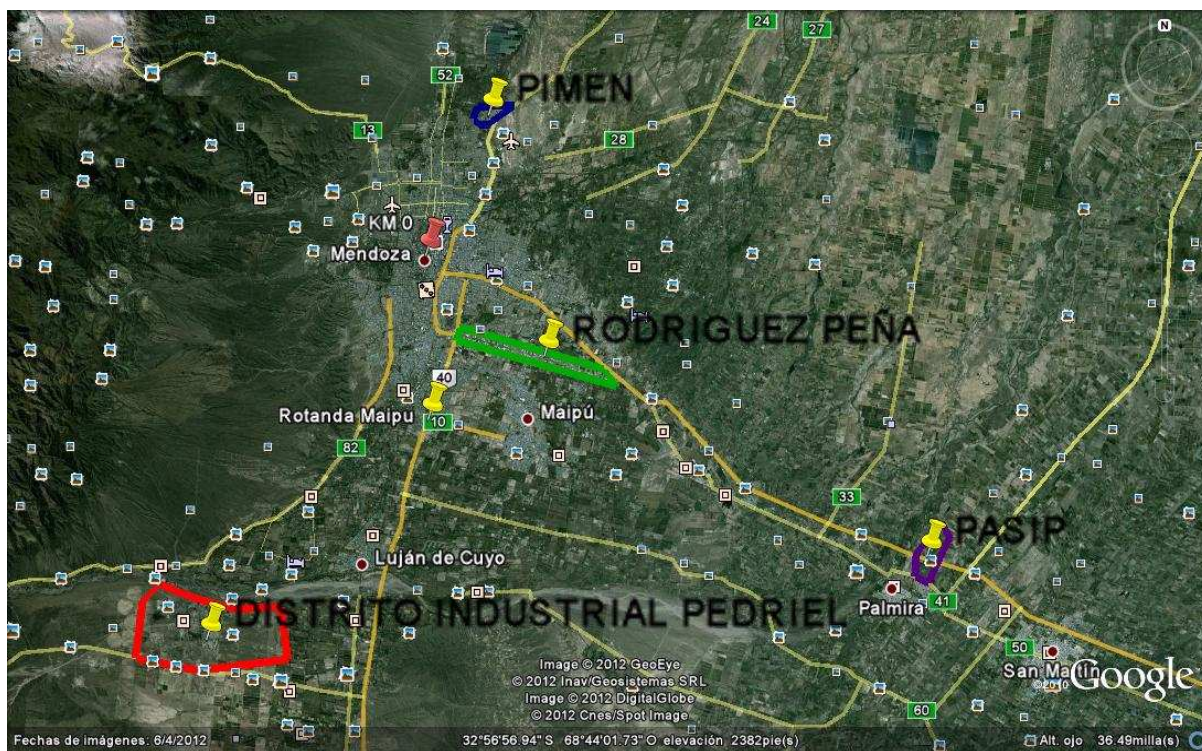 24
27
N
52
PIMEN
13
28
KM 0
Mendoza
RODRIGUEZ PEÑA
40
Rotanda Maipu
10
Maipú
82
33
PASIP
Luján de Cuyo
Palmira
41
DISTRITO INDUSTRIAL PEDRIEL
50
San Martín
Image © 2012 GeoEye
© 2012 Inav/Geosistemas SRL
Image © 2012 DigitalGlobe
© 2012 Cnes/Spot Image
©2010 Google
60
Fechas de imágenes: 6/4/2012
32°56'56.94" S 68°44'01.73" O elevación 2382pie(s)
Alt. ojo 36.49milla(s)